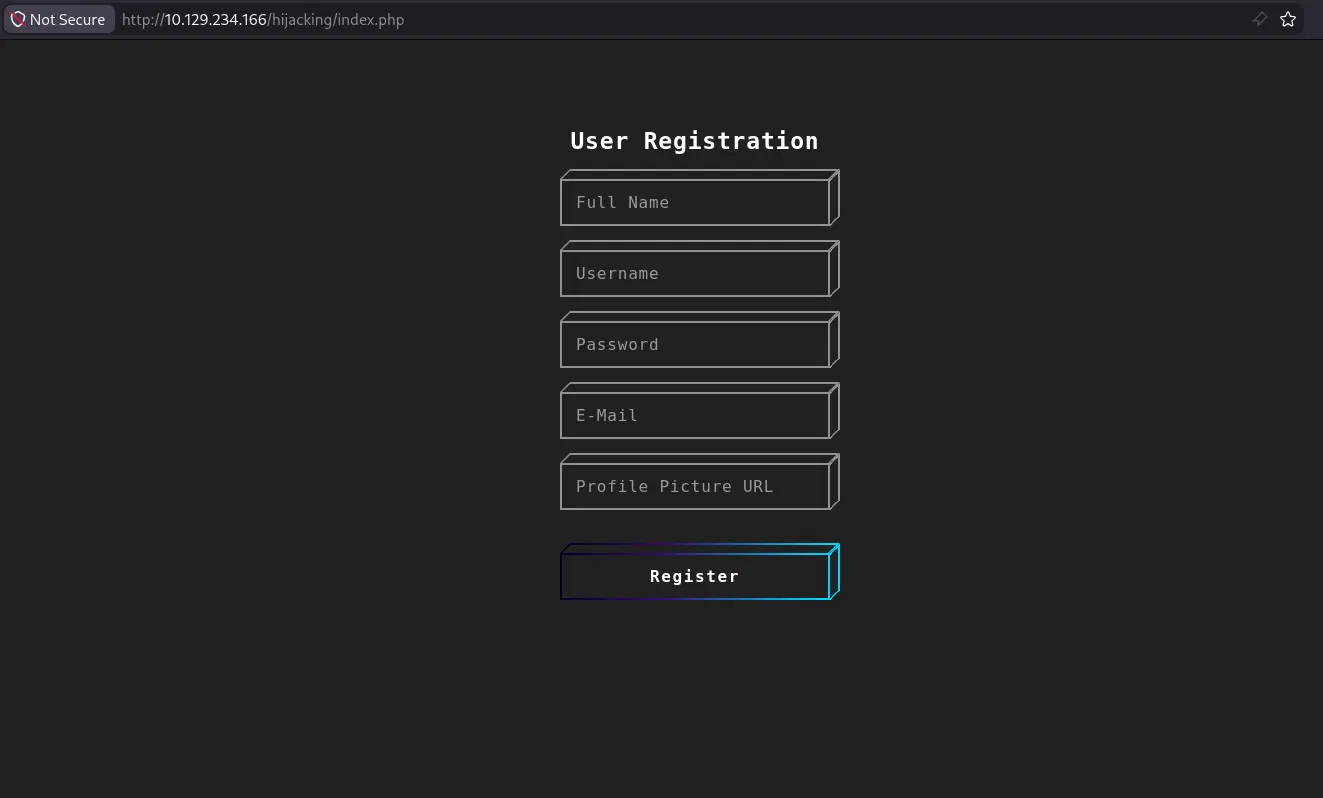 Not Secure http://10.129.234.166/hijacking/index.php
User Registration
Full Name
Username
Password
E-Mail
Profile Picture URL
Register